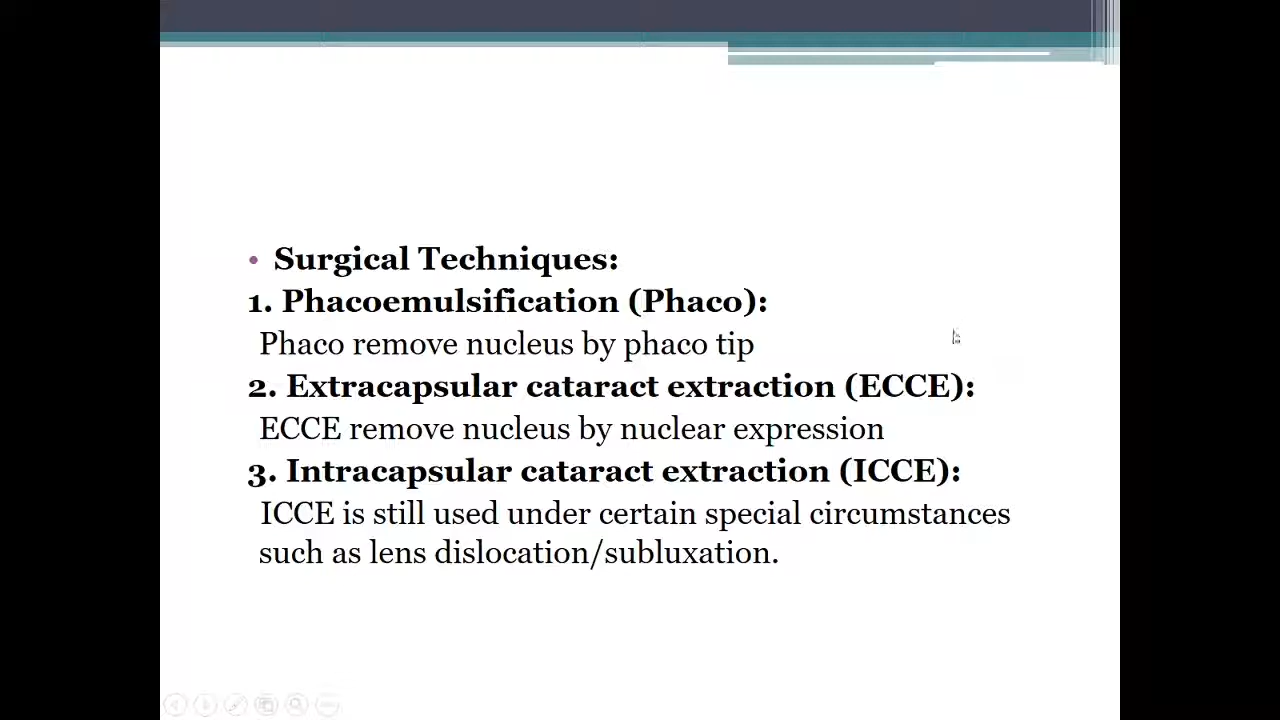 • Surgical Techniques:
1. Phacoemulsification (Phaco):
Phaco remove nucleus by phaco tip
2. Extracapsular cataract extraction (ECCE):
ECCE remove nucleus by nuclear expression
3. Intracapsular cataract extraction (ICCE):
ICCE is still used under certain special circumstances
such as lens dislocation/subluxation.